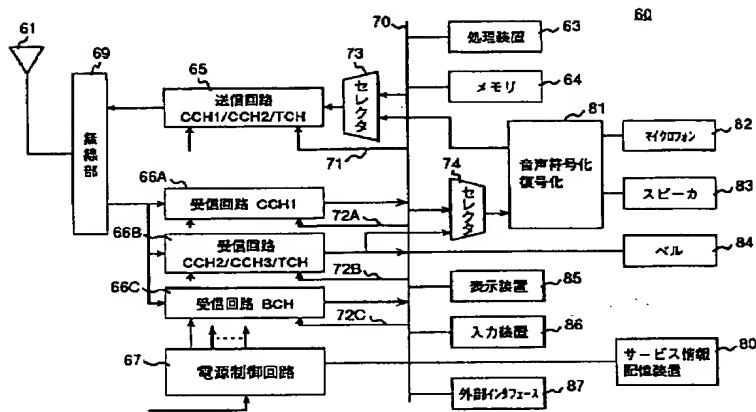 60
61
69
無線部
65
送信回路
CCH1/CCH2/TCH
73
セレクタ
70
処理装置
63
メモリ
64
71
81
音声符号化
復号化
マイクロフォン
82
スピーカ
83
66A
受信回路 CCH1
72A
74
セレクタ
66B
受信回路
CCH2/CCH3/TCH
72B
ベル
84
66C
受信回路 BCH
72C
表示装置
85
入力装置
86
67
電源制御回路
サービス情報
記憶装置
80
外部インタフェース
87